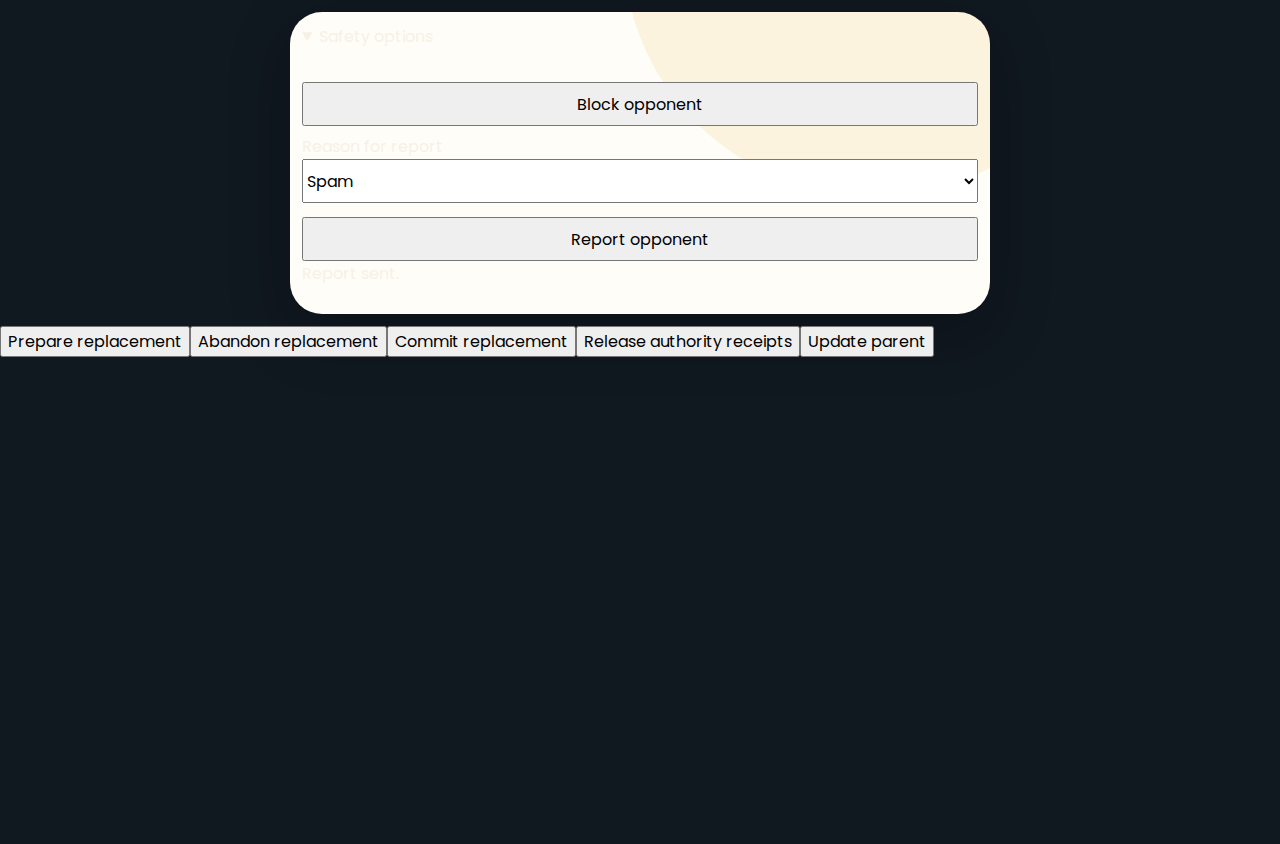 Safety options
Block opponent
Reason for report
Spam
Report opponent
Report sent.
Prepare replacement Abandon replacement Commit replacement Release authority receipts Update parent